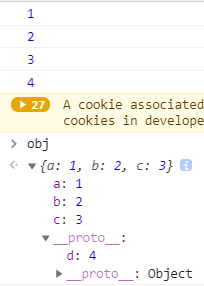 1
2
3
4
27 A cookie associated
cookies in develope
> obj
{a: 1, b: 2, c: 3} i
a: 1
b: 2
c: 3
__proto__:
d: 4
__proto__: Object